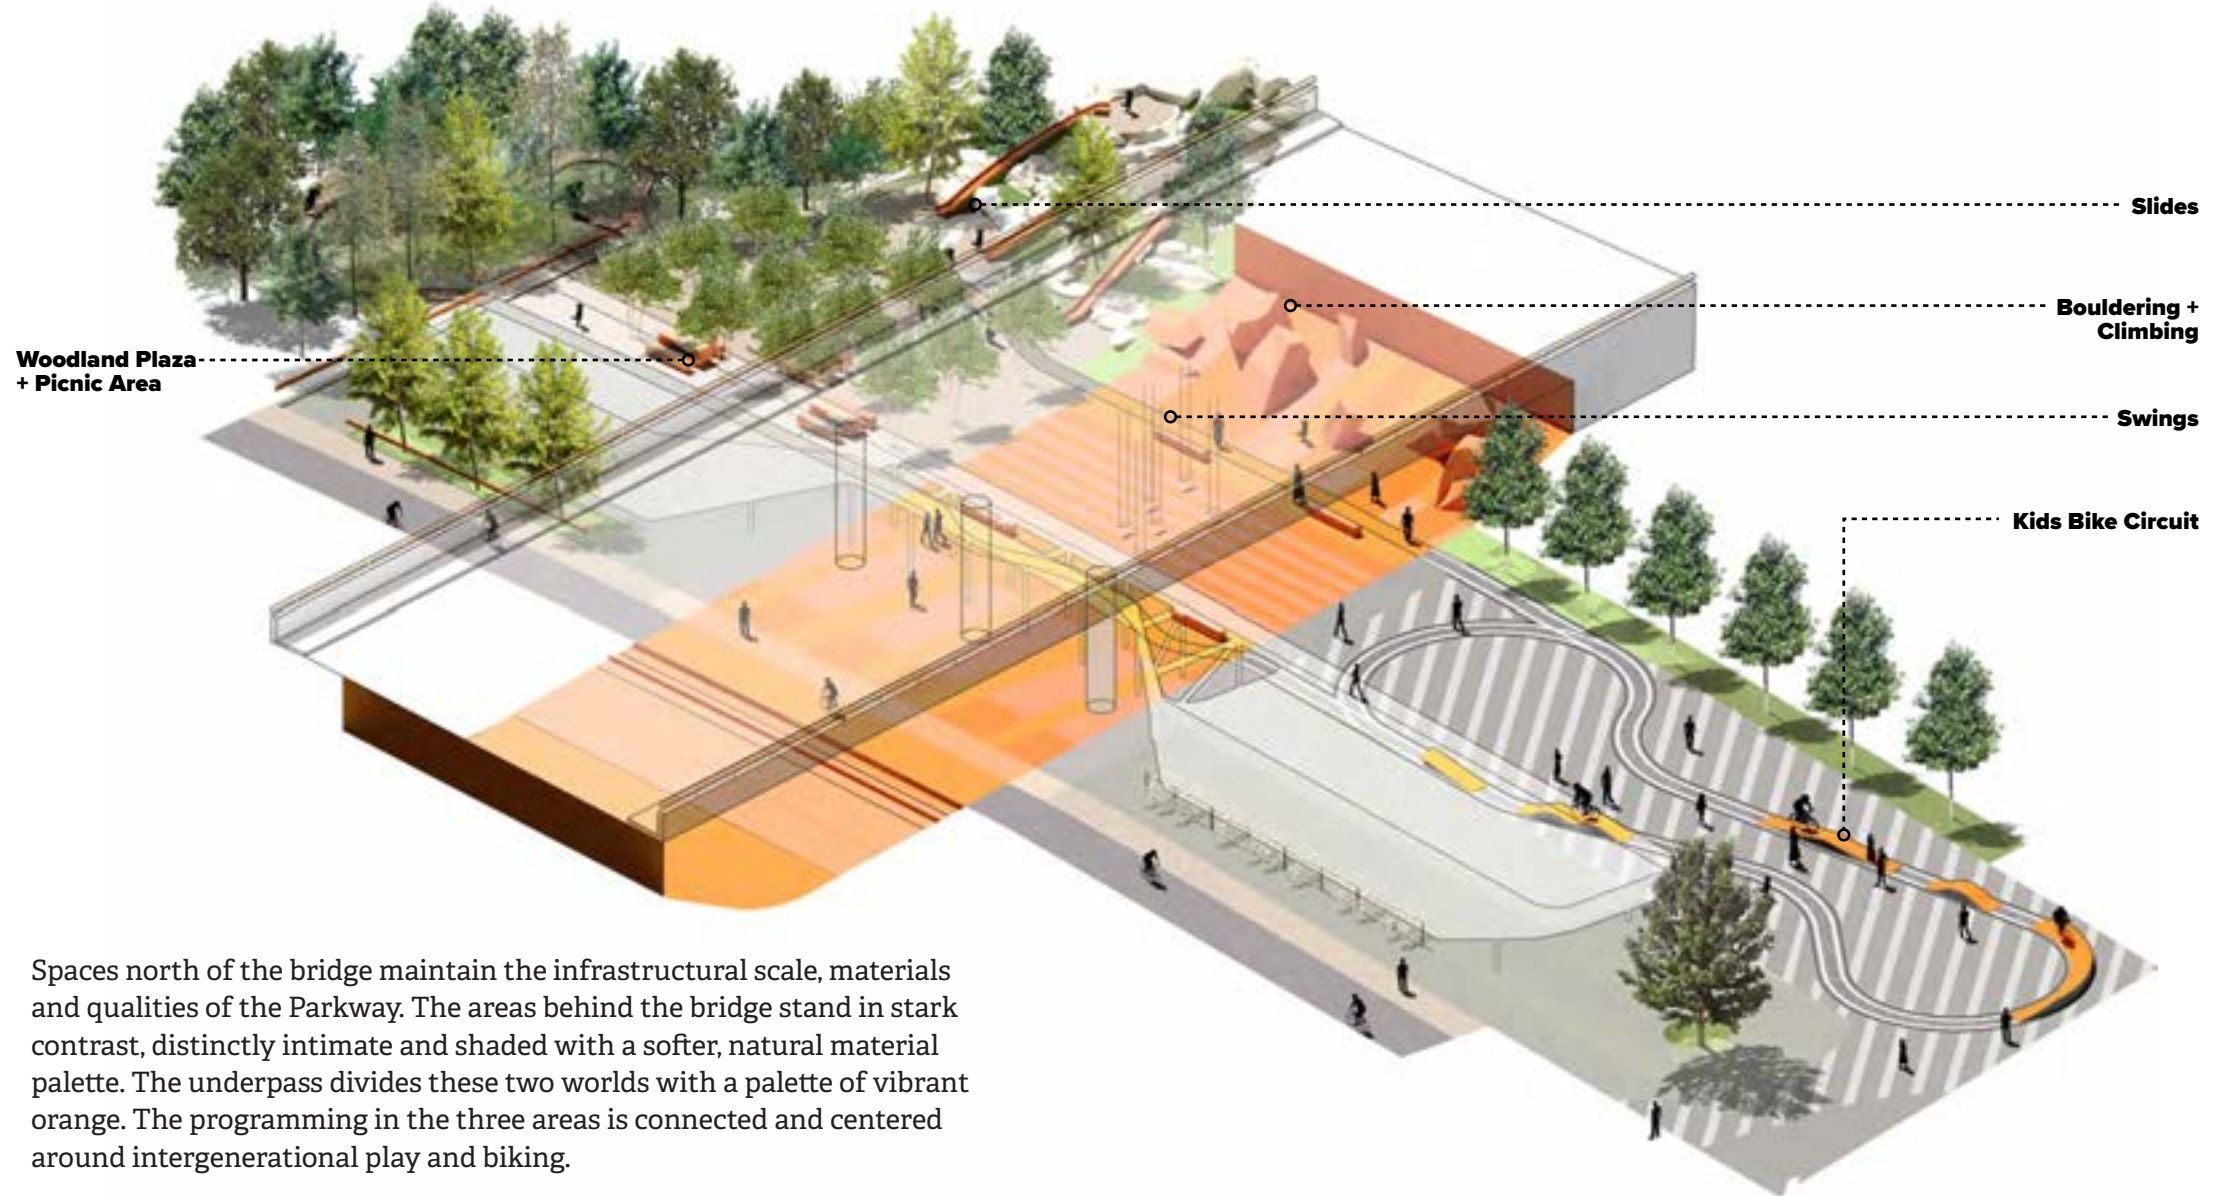 Slides
Bouldering +
Climbing
Woodland Plaza
+ Picnic Area
Swings
Kids Bike Circuit
Spaces north of the bridge maintain the infrastructural scale, materials
and qualities of the Parkway. The areas behind the bridge stand in stark
contrast, distinctly intimate and shaded with a softer, natural material
palette. The underpass divides these two worlds with a palette of vibrant
orange. The programming in the three areas is connected and centered
around intergenerational play and biking.